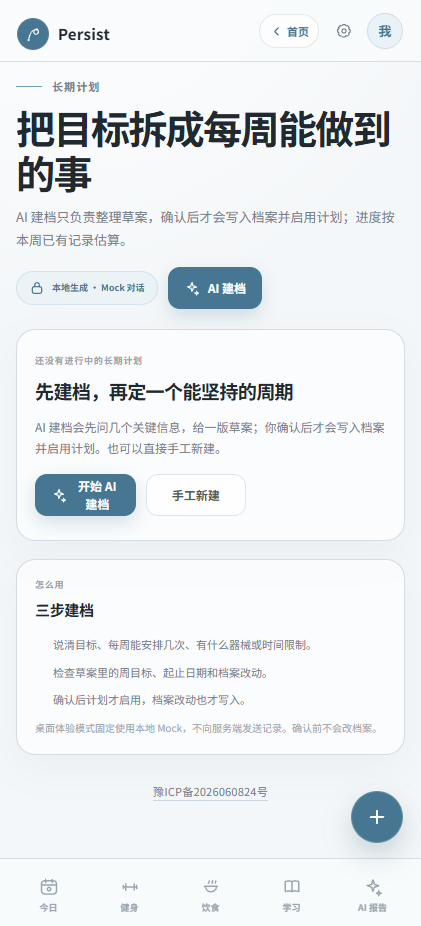 Persist
首页
我
长期计划
把目标拆成每周能做到
的事
AI 建档只负责整理草案，确认后才会写入档案并启用计划；进度按
本周已有记录估算。
本地生成 · Mock 对话
AI 建档
还没有进行中的长期计划
先建档，再定一个能坚持的周期
AI 建档会先问几个关键信息，给一版草案；你确认后才会写入档案
并启用计划。也可以直接手工新建。
开始 AI
建档
手工新建
怎么用
三步建档
说清目标、每周能安排几次、有什么器械或时间限制。
检查草案里的周目标、起止日期和档案改动。
确认后计划才启用，档案改动也才写入。
桌面体验模式固定使用本地 Mock，不向服务端发送记录。确认前不会改档案。
豫ICP备2026060824号
今日
健身
饮食
学习
AI 报告